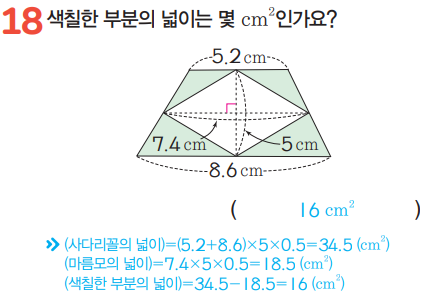 18 색칠한 부분의 넓이는 몇 cm²인가요?
5.2 cm
7.4 cm
5 cm
8.6 cm
( 16 cm² )
» (사다리꼴의 넓이)=(5.2+8.6)×5×0.5=34.5 (cm²)
(마름모의 넓이)=7.4×5×0.5=18.5 (cm²)
(색칠한 부분의 넓이)=34.5-18.5=16 (cm²)